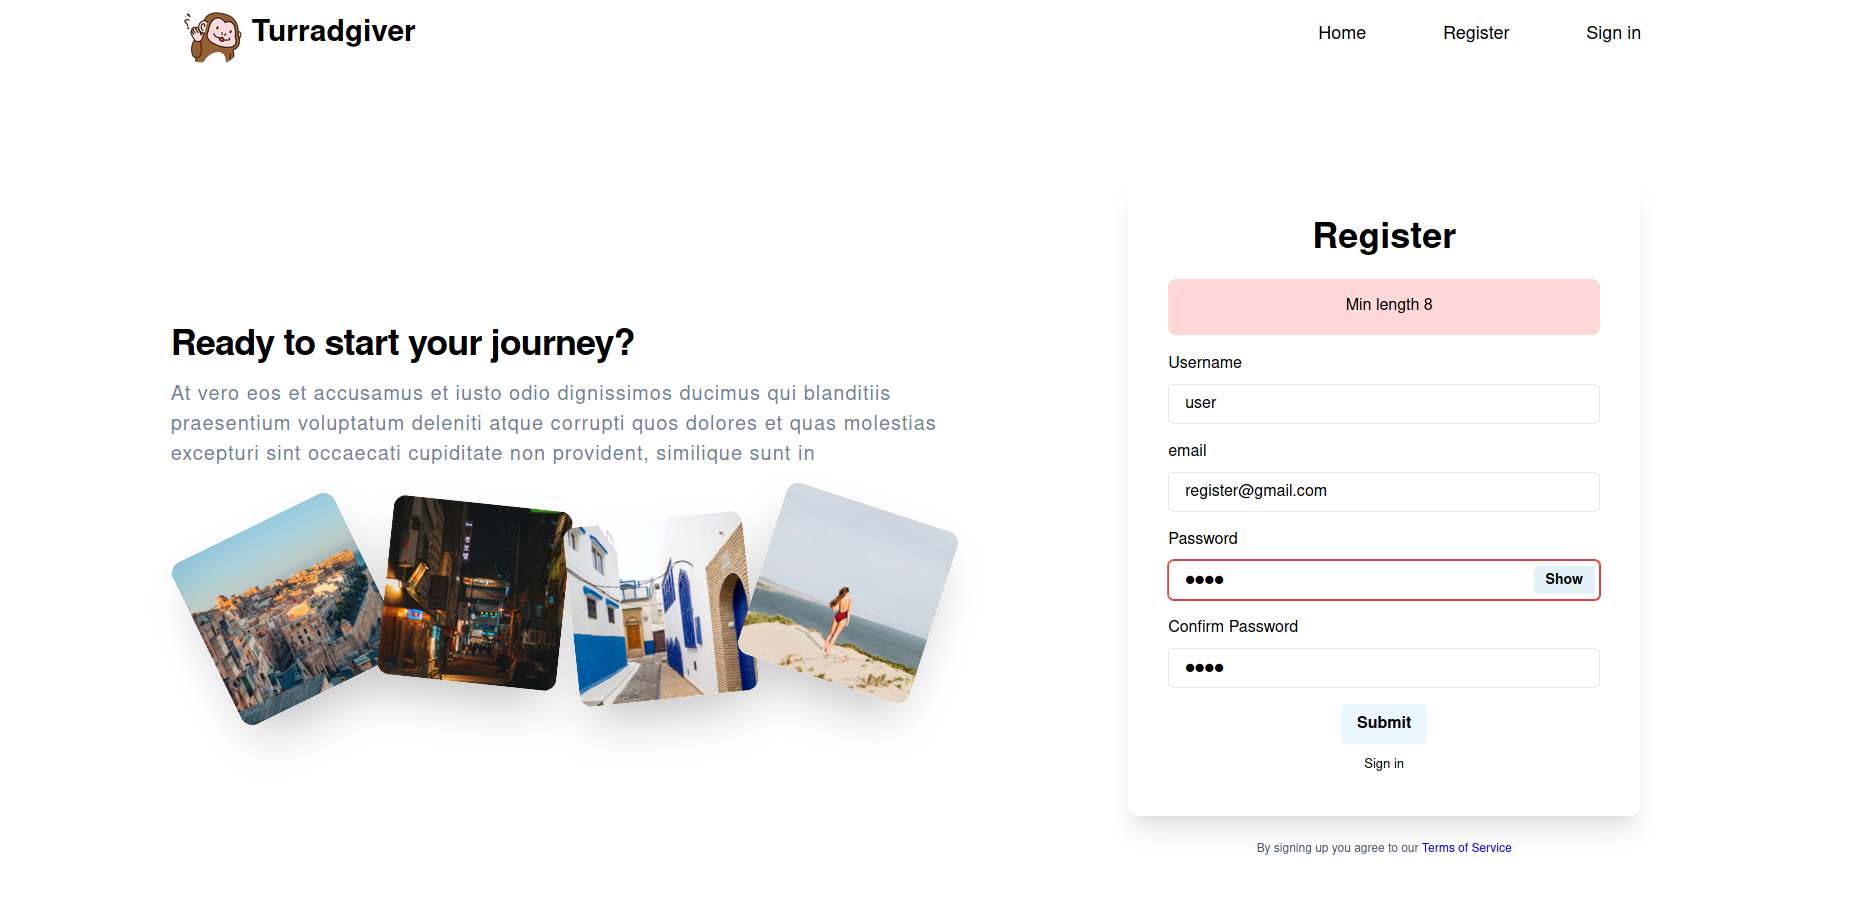 Turradgiver
Home
Register
Sign in
Ready to start your journey?
At vero eos et accusamus et iusto odio dignissimos ducimus qui blanditiis
praesentium voluptatum deleniti atque corrupti quos dolores et quas molestias
excepturi sint occaecati cupiditate non provident, similique sunt in
Register
Min length 8
Username
user
email
register@gmail.com
Password
●●●●
Show
Confirm Password
●●●●
Submit
Sign in
By signing up you agree to our Terms of Service